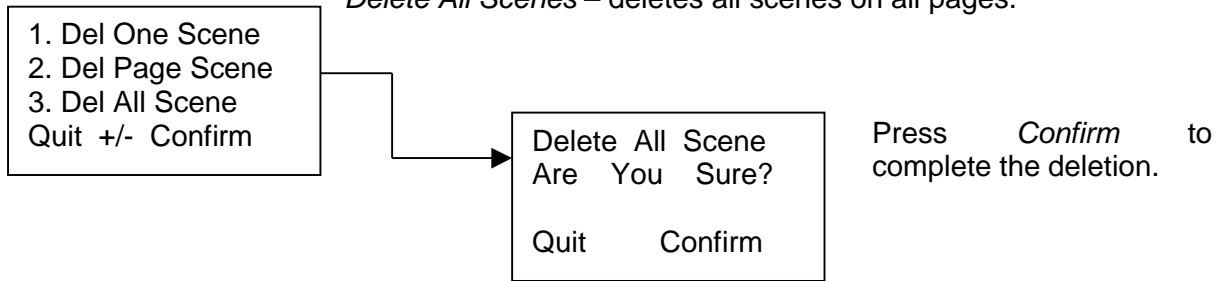 Delete All Scenes – deletes all scenes on all pages.
1. Del One Scene
2. Del Page Scene
3. Del All Scene
Quit +/- Confirm
Delete All Scene
Are You Sure?
Quit Confirm
Press Confirm to
complete the deletion.